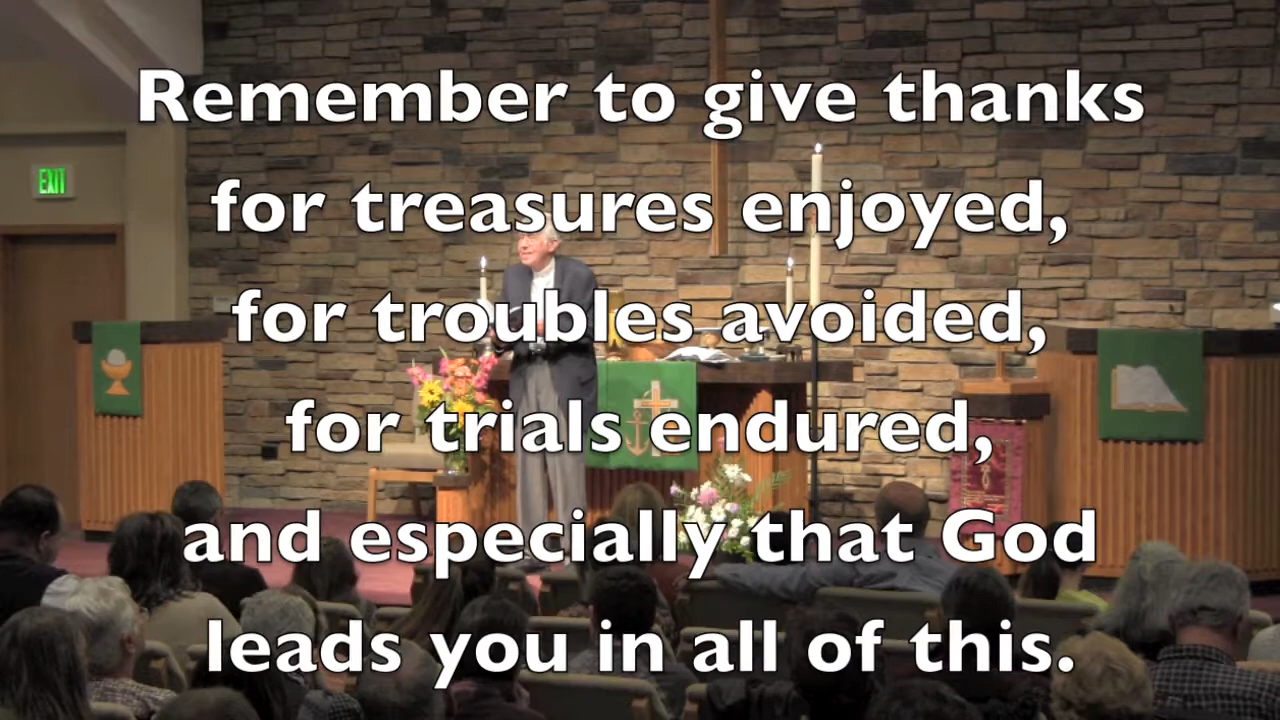 Remember to give thanks
EXIT
for treasures enjoyed,
for troubles avoided,
for trials endured,
and especially that God
leads you in all of this.